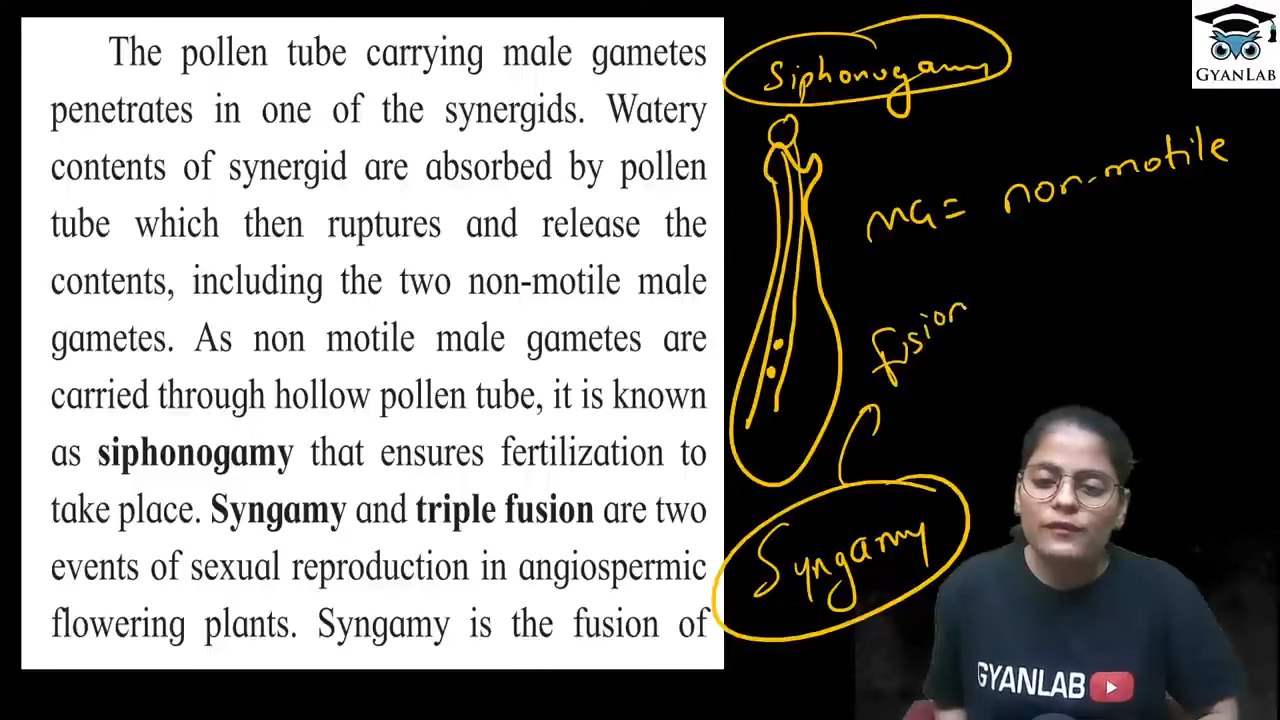 The pollen tube carrying male gametes
penetrates in one of the synergids. Watery
contents of synergid are absorbed by pollen
tube which then ruptures and release the
contents, including the two non-motile male
gametes. As non motile male gametes are
carried through hollow pollen tube, it is known
as siphonogamy that ensures fertilization to
take place. Syngamy and triple fusion are two
events of sexual reproduction in angiospermic
flowering plants. Syngamy is the fusion of
Siphonogamy
MG = non-motile
fusion
Syngamy
GYANLAB
GYANLAB